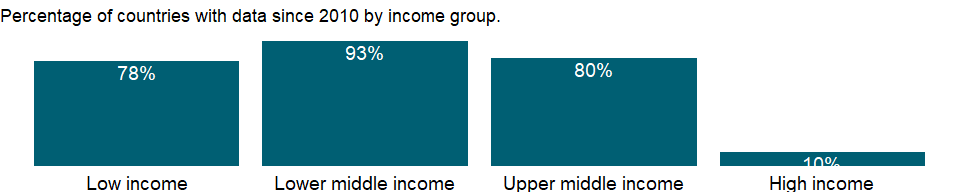 Percentage of countries with data since 2010 by income group.
78%
93%
80%
10%
Low income
Lower middle income
Upper middle income
High income